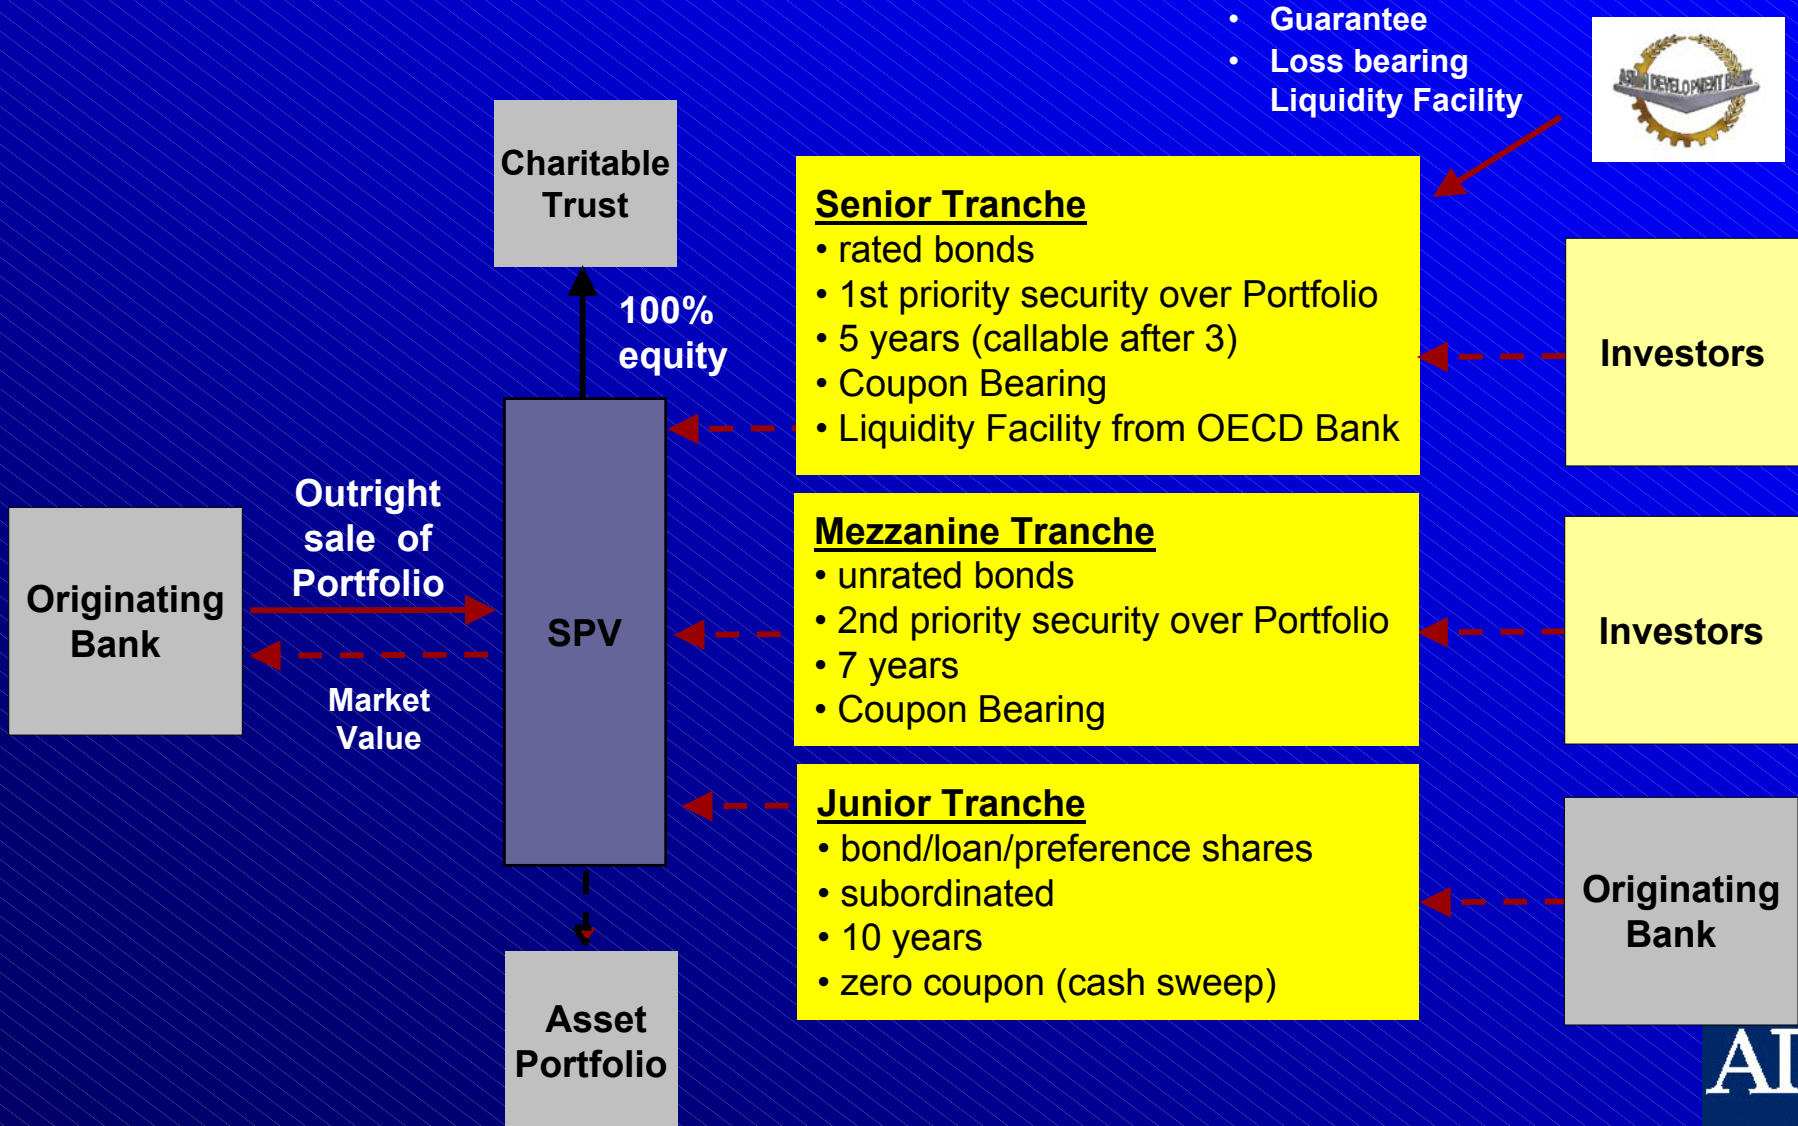 • Guarantee
• Loss bearing
Liquidity Facility
ASIAN DEVELOPMENT BANK
Charitable
Trust
100%
equity
Senior Tranche
• rated bonds
• 1st priority security over Portfolio
• 5 years (callable after 3)
• Coupon Bearing
• Liquidity Facility from OECD Bank
Investors
Outright
sale of
Portfolio
Originating
Bank
Market
Value
SPV
Mezzanine Tranche
• unrated bonds
• 2nd priority security over Portfolio
• 7 years
• Coupon Bearing
Investors
Junior Tranche
• bond/loan/preference shares
• subordinated
• 10 years
• zero coupon (cash sweep)
Originating
Bank
Asset
Portfolio